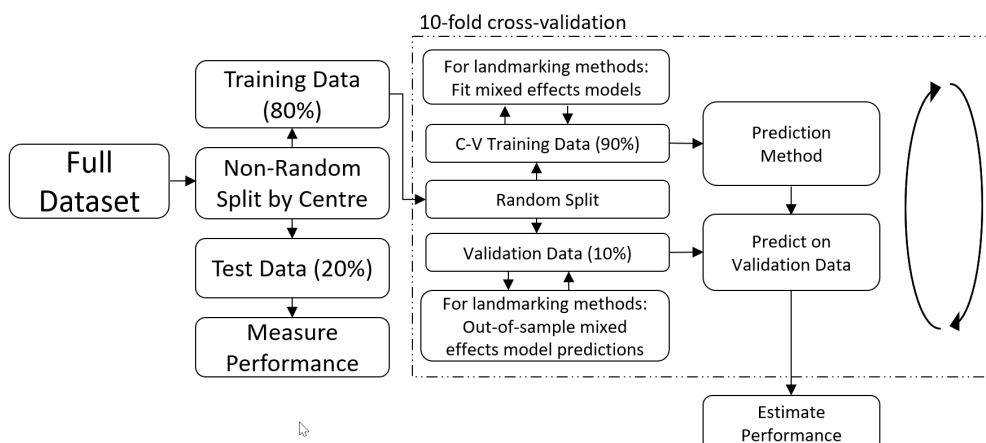 10-fold cross-validation
Full
Dataset
Training Data
(80%)
Non-Random
Split by Centre
Test Data (20%)
Measure
Performance
For landmarking methods:
Fit mixed effects models
C-V Training Data (90%)
Random Split
Validation Data (10%)
For landmarking methods:
Out-of-sample mixed
effects model predictions
Prediction
Method
Predict on
Validation Data
Estimate
Performance